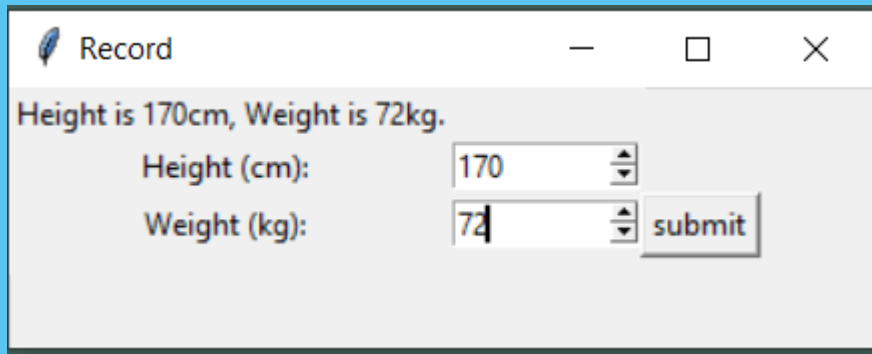 Record
Height is 170cm, Weight is 72kg.
Height (cm): 170
Weight (kg): 72 submit